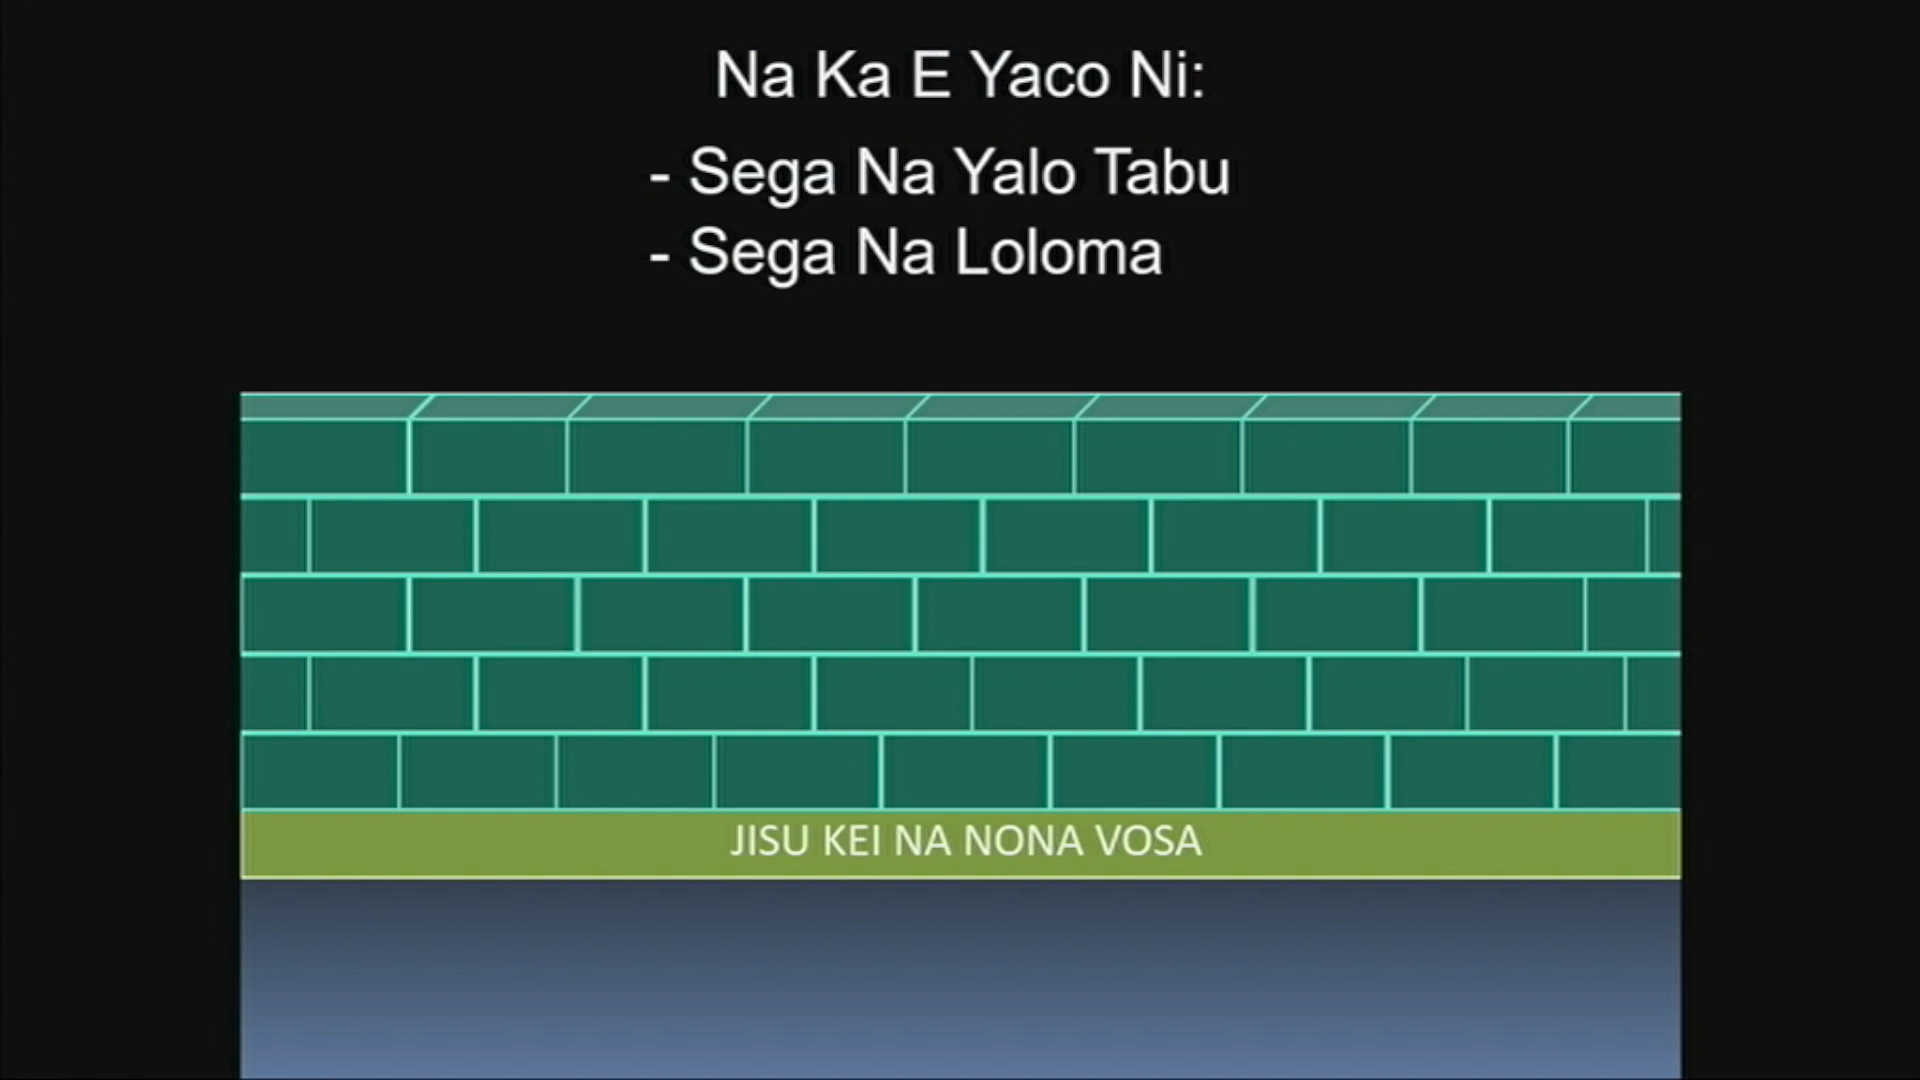 Na Ka E Yaco Ni:
- Sega Na Yalo Tabu
- Sega Na Loloma
JISU KEI NA NONA VOSA